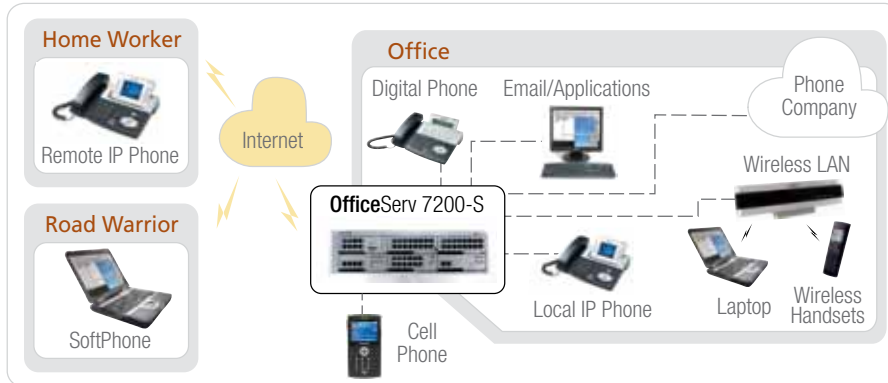 Home Worker
Remote IP Phone
Road Warrior
SoftPhone
Internet
Office
Digital Phone
Email/Applications
Phone
Company
Wireless LAN
OfficeServ 7200-S
Local IP Phone
Laptop
Wireless
Handsets
Cell
Phone